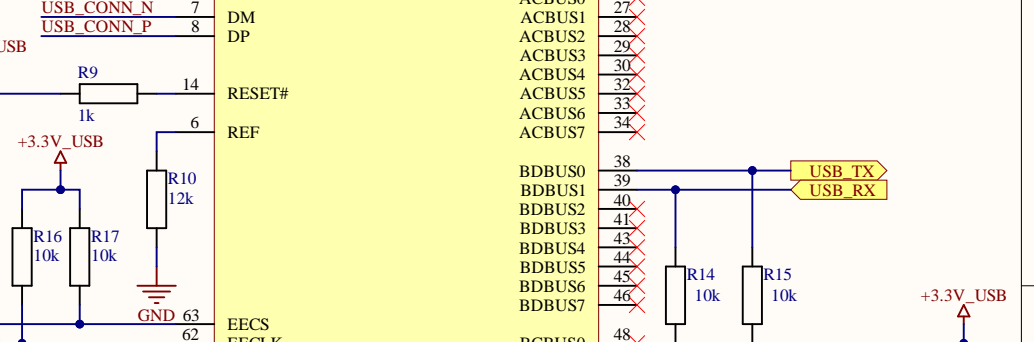 USB_CONN_N 7 DM
USB_CONN_P 8 DP
USB
R9
1k
14 RESET#
6 REF
+3.3V_USB
R10
12k
R16
10k
R17
10k
GND 63 EECS
62 EECLK
ACBUS0
ACBUS1 27
ACBUS2 28
ACBUS3 29
ACBUS4 30
ACBUS5 32
ACBUS6 33
ACBUS7 34
BDBUS0 38 USB_TX
BDBUS1 39 USB_RX
BDBUS2 40
BDBUS3 41
BDBUS4 43
BDBUS5 44
BDBUS6 45
BDBUS7 46
BCBUS0 48
R14
10k
R15
10k
+3.3V_USB